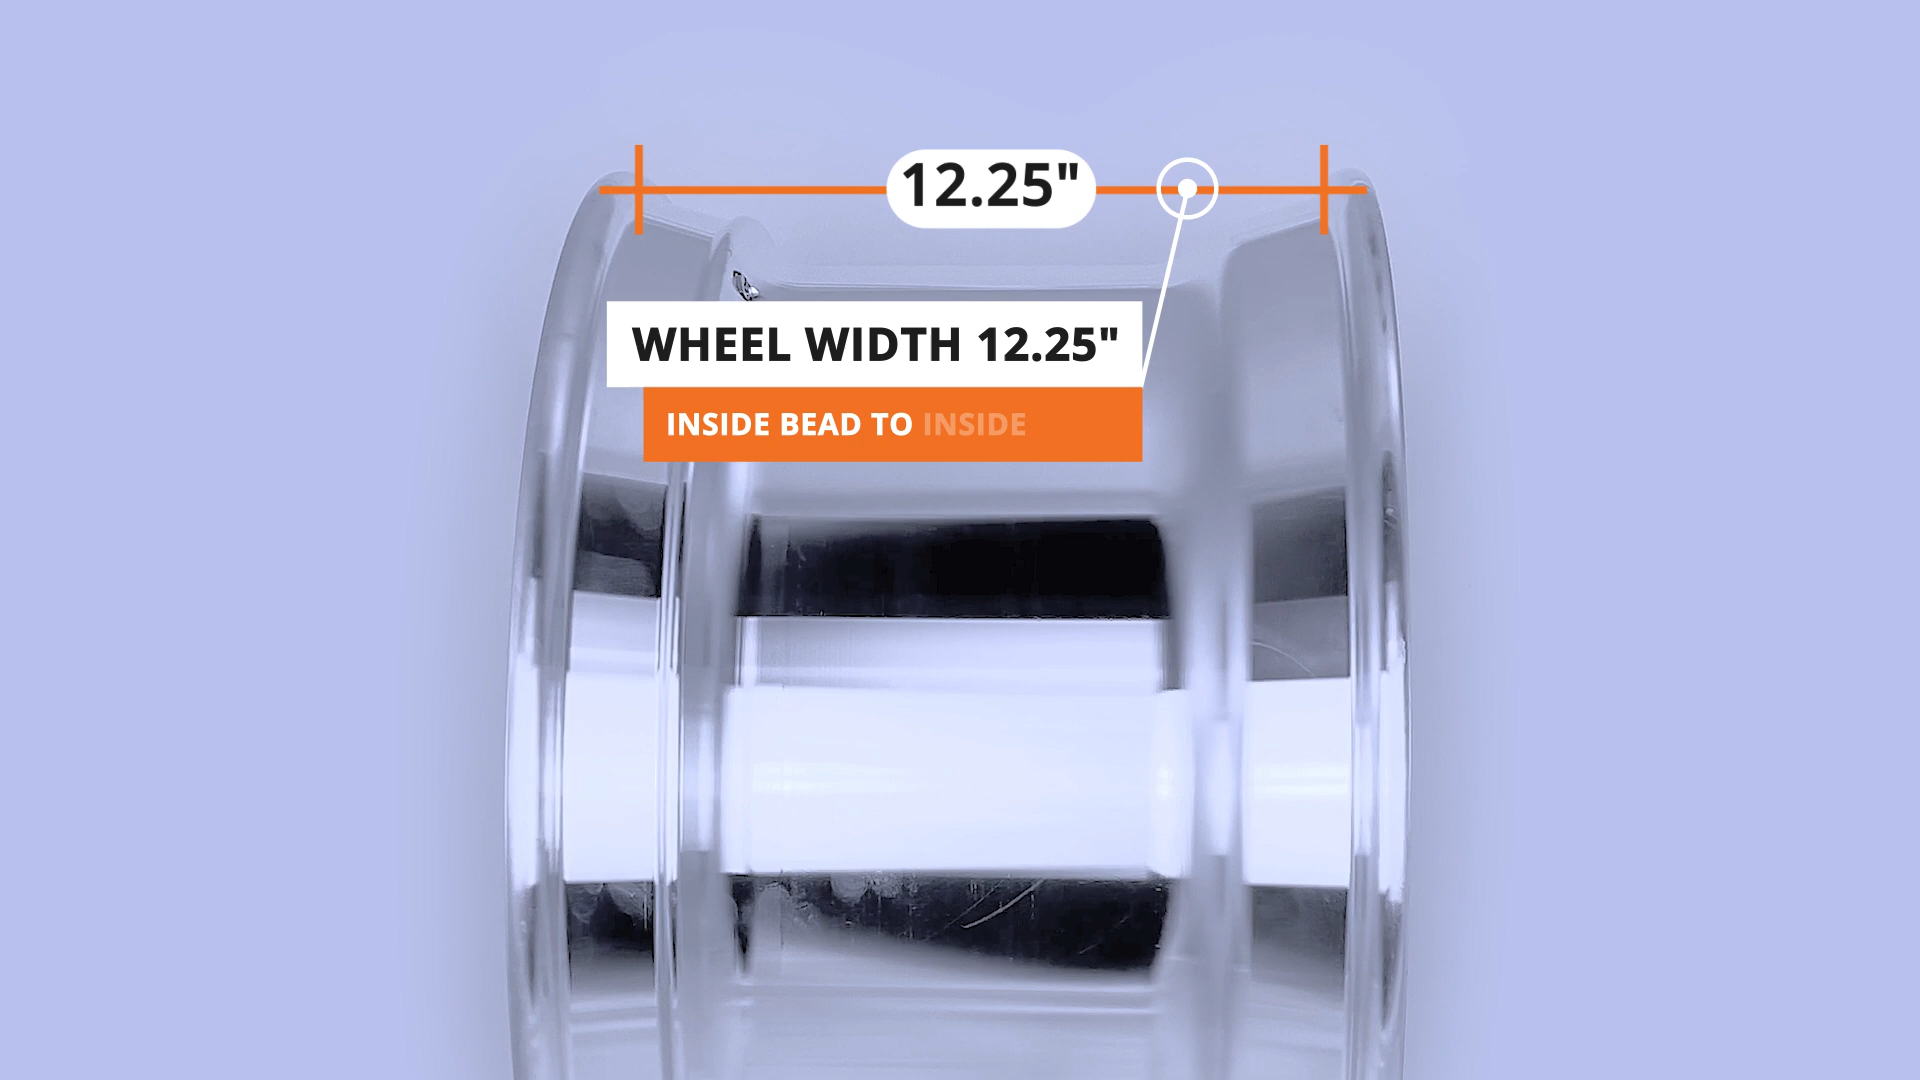 12.25"
WHEEL WIDTH 12.25"
INSIDE BEAD TO INSIDE